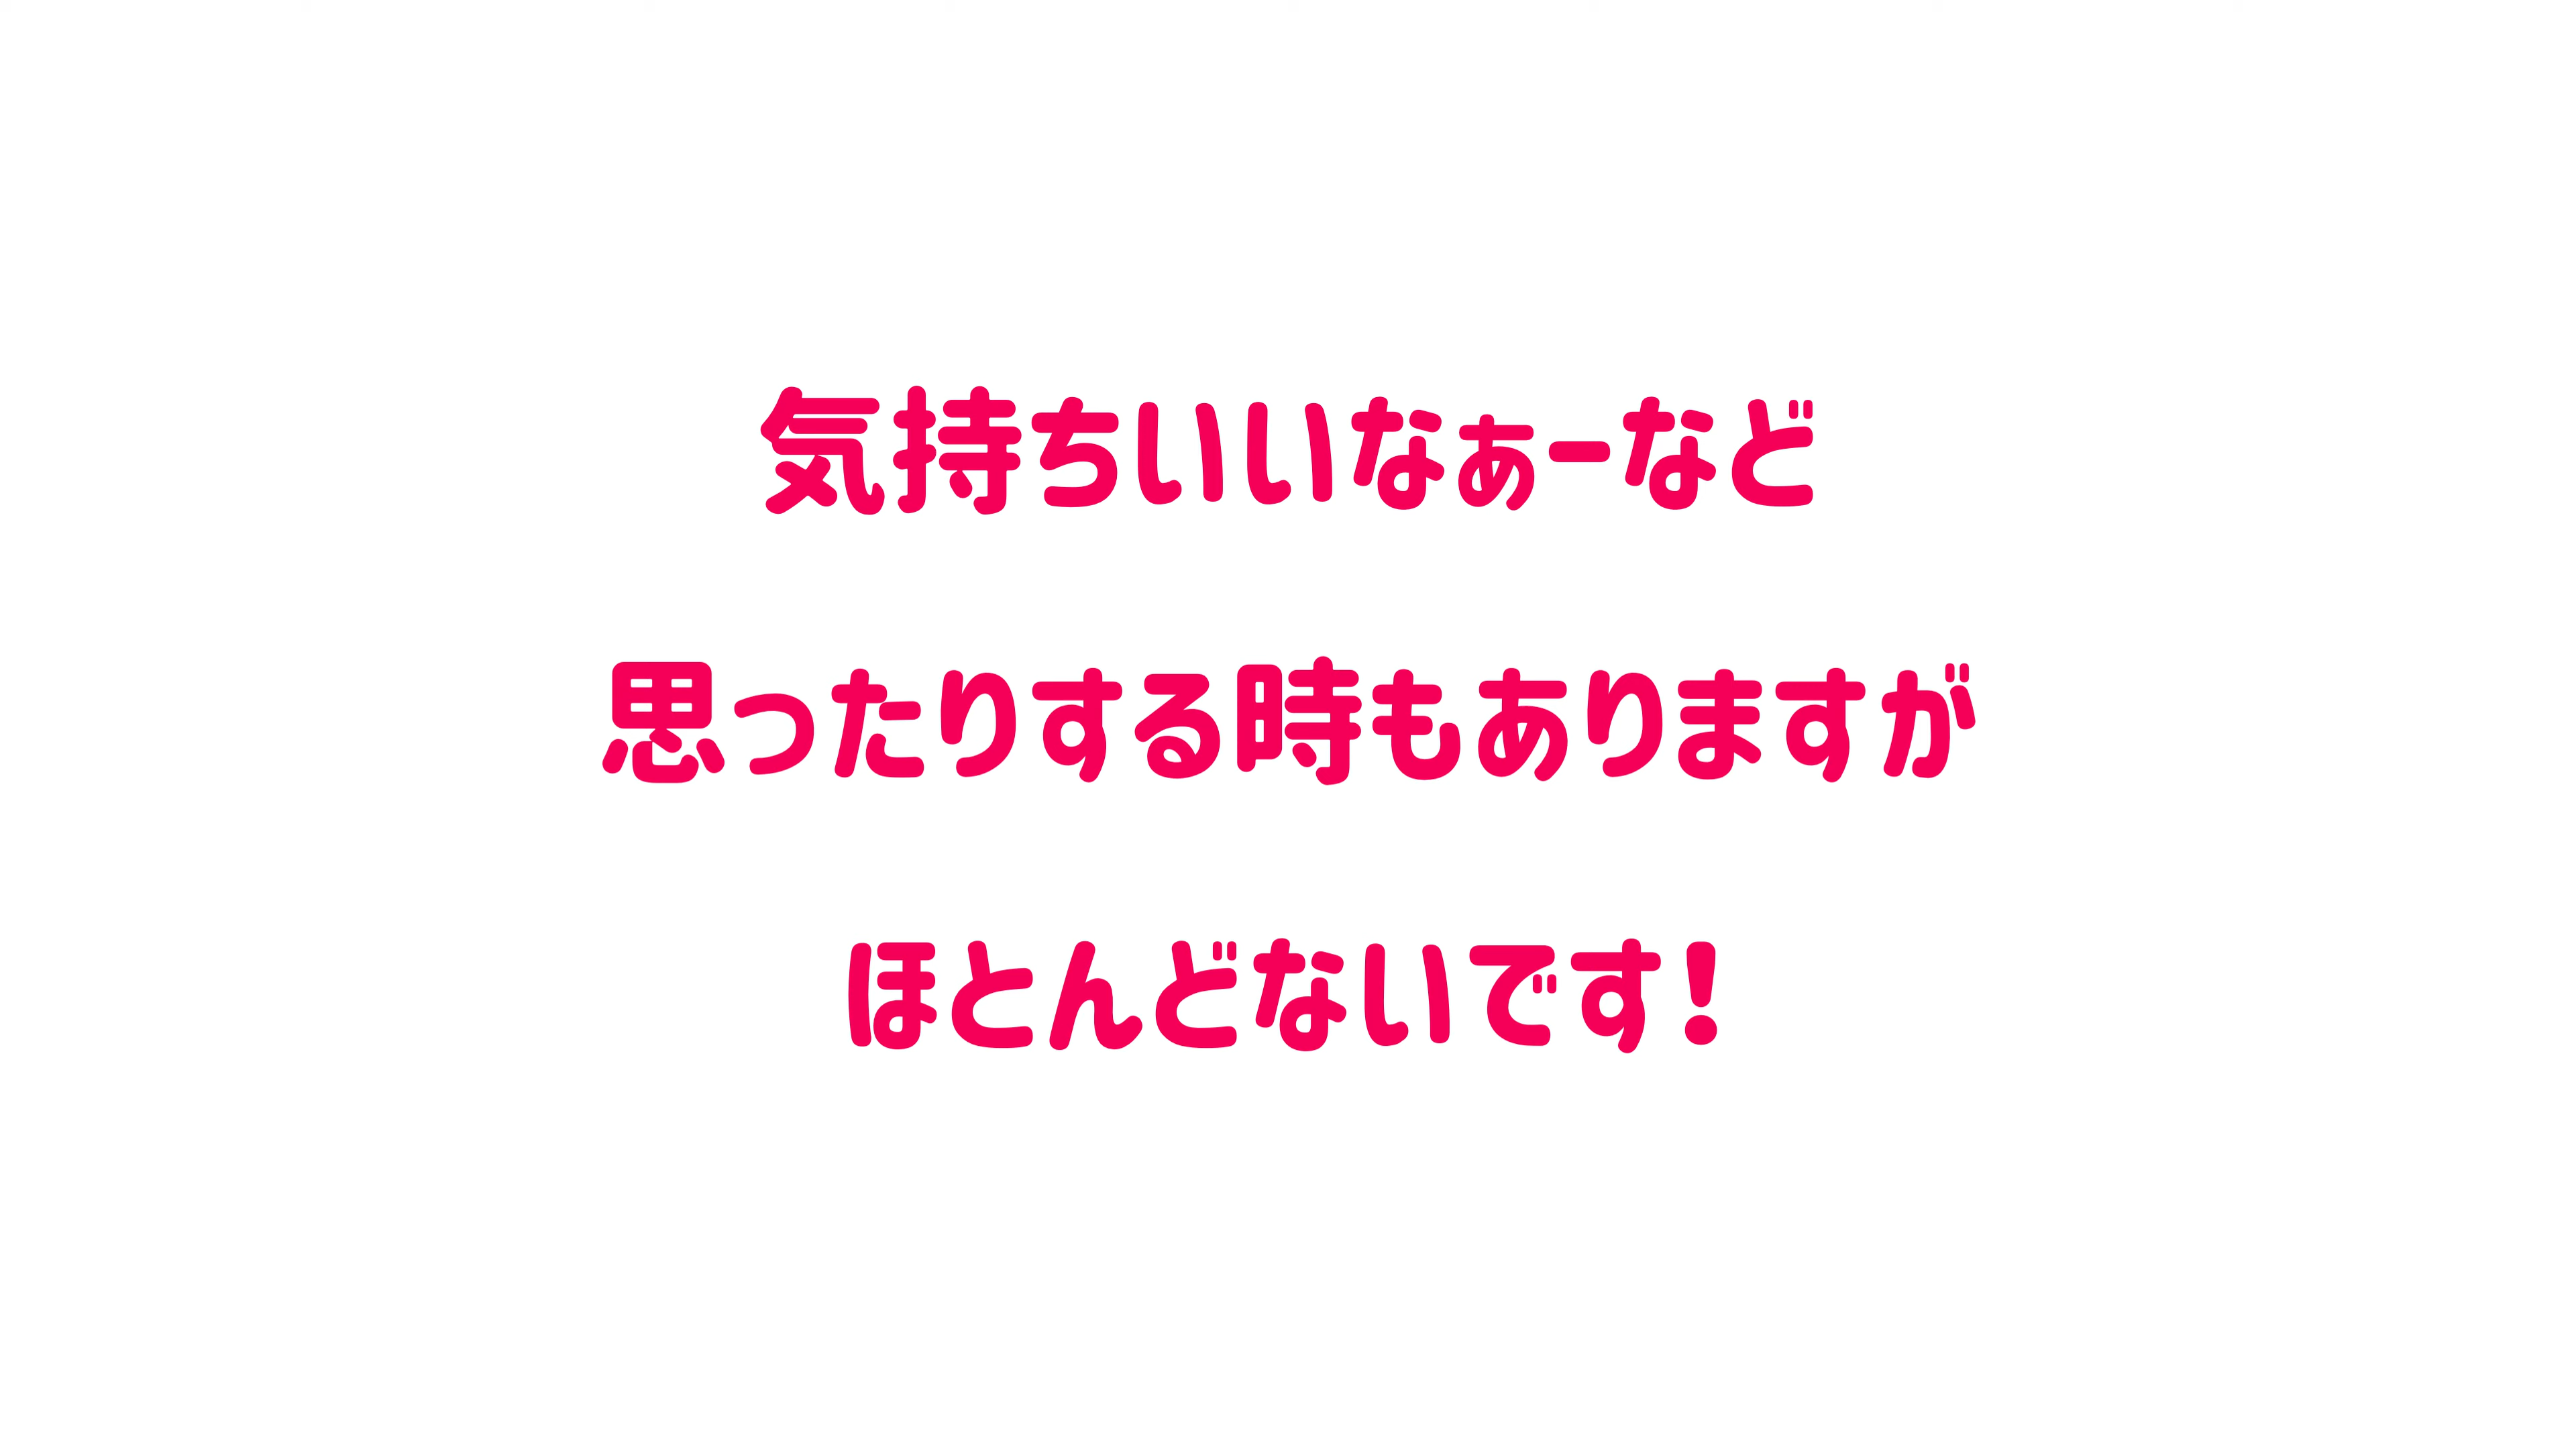 気持ちいいなぁーなど
思ったりする時もありますが
ほとんどないです！